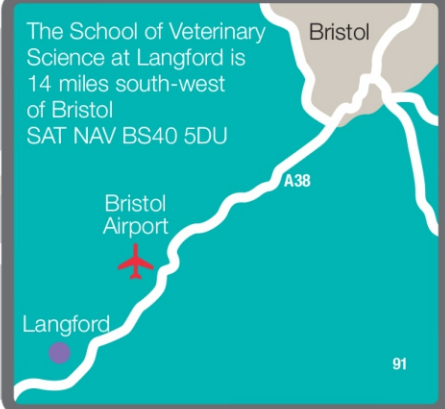 The School of Veterinary
Science at Langford is
14 miles south-west
of Bristol
SAT NAV BS40 5DU
Bristol
A38
Bristol
Airport
Langford
91